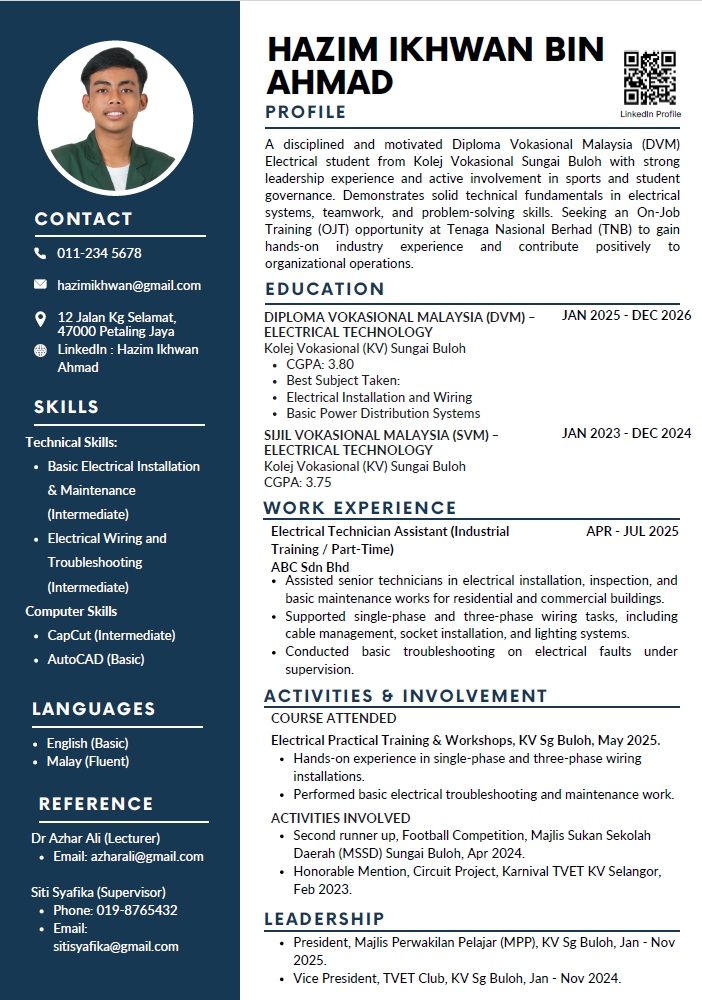 CONTACT
011-234 5678
hazimikhwan@gmail.com
12 Jalan Kg Selamat,
47000 Petaling Jaya
LinkedIn : Hazim Ikhwan
Ahmad
SKILLS
Technical Skills:
• Basic Electrical Installation
& Maintenance
(Intermediate)
• Electrical Wiring and
Troubleshooting
(Intermediate)
Computer Skills
• CapCut (Intermediate)
• AutoCAD (Basic)
LANGUAGES
• English (Basic)
• Malay (Fluent)
REFERENCE
Dr Azhar Ali (Lecturer)
• Email: azharali@gmail.com
Siti Syafika (Supervisor)
• Phone: 019-8765432
• Email:
sitisyafika@gmail.com
HAZIM IKHWAN BIN
AHMAD
LinkedIn Profile
PROFILE
A disciplined and motivated Diploma Vokasional Malaysia (DVM)
Electrical student from Kolej Vokasional Sungai Buloh with strong
leadership experience and active involvement in sports and student
governance. Demonstrates solid technical fundamentals in electrical
systems, teamwork, and problem-solving skills. Seeking an On-Job
Training (OJT) opportunity at Tenaga Nasional Berhad (TNB) to gain
hands-on industry experience and contribute positively to
organizational operations.
EDUCATION
DIPLOMA VOKASIONAL MALAYSIA (DVM) – JAN 2025 - DEC 2026
ELECTRICAL TECHNOLOGY
Kolej Vokasional (KV) Sungai Buloh
• CGPA: 3.80
• Best Subject Taken:
• Electrical Installation and Wiring
• Basic Power Distribution Systems
SIJIL VOKASIONAL MALAYSIA (SVM) – JAN 2023 - DEC 2024
ELECTRICAL TECHNOLOGY
Kolej Vokasional (KV) Sungai Buloh
CGPA: 3.75
WORK EXPERIENCE
Electrical Technician Assistant (Industrial APR - JUL 2025
Training / Part-Time)
ABC Sdn Bhd
• Assisted senior technicians in electrical installation, inspection, and
basic maintenance works for residential and commercial buildings.
• Supported single-phase and three-phase wiring tasks, including
cable management, socket installation, and lighting systems.
• Conducted basic troubleshooting on electrical faults under
supervision.
ACTIVITIES & INVOLVEMENT
COURSE ATTENDED
Electrical Practical Training & Workshops, KV Sg Buloh, May 2025.
• Hands-on experience in single-phase and three-phase wiring
installations.
• Performed basic electrical troubleshooting and maintenance work.
ACTIVITIES INVOLVED
• Second runner up, Football Competition, Majlis Sukan Sekolah
Daerah (MSSD) Sungai Buloh, Apr 2024.
• Honorable Mention, Circuit Project, Karnival TVET KV Selangor,
Feb 2023.
LEADERSHIP
• President, Majlis Perwakilan Pelajar (MPP), KV Sg Buloh, Jan - Nov
2025.
• Vice President, TVET Club, KV Sg Buloh, Jan - Nov 2024.